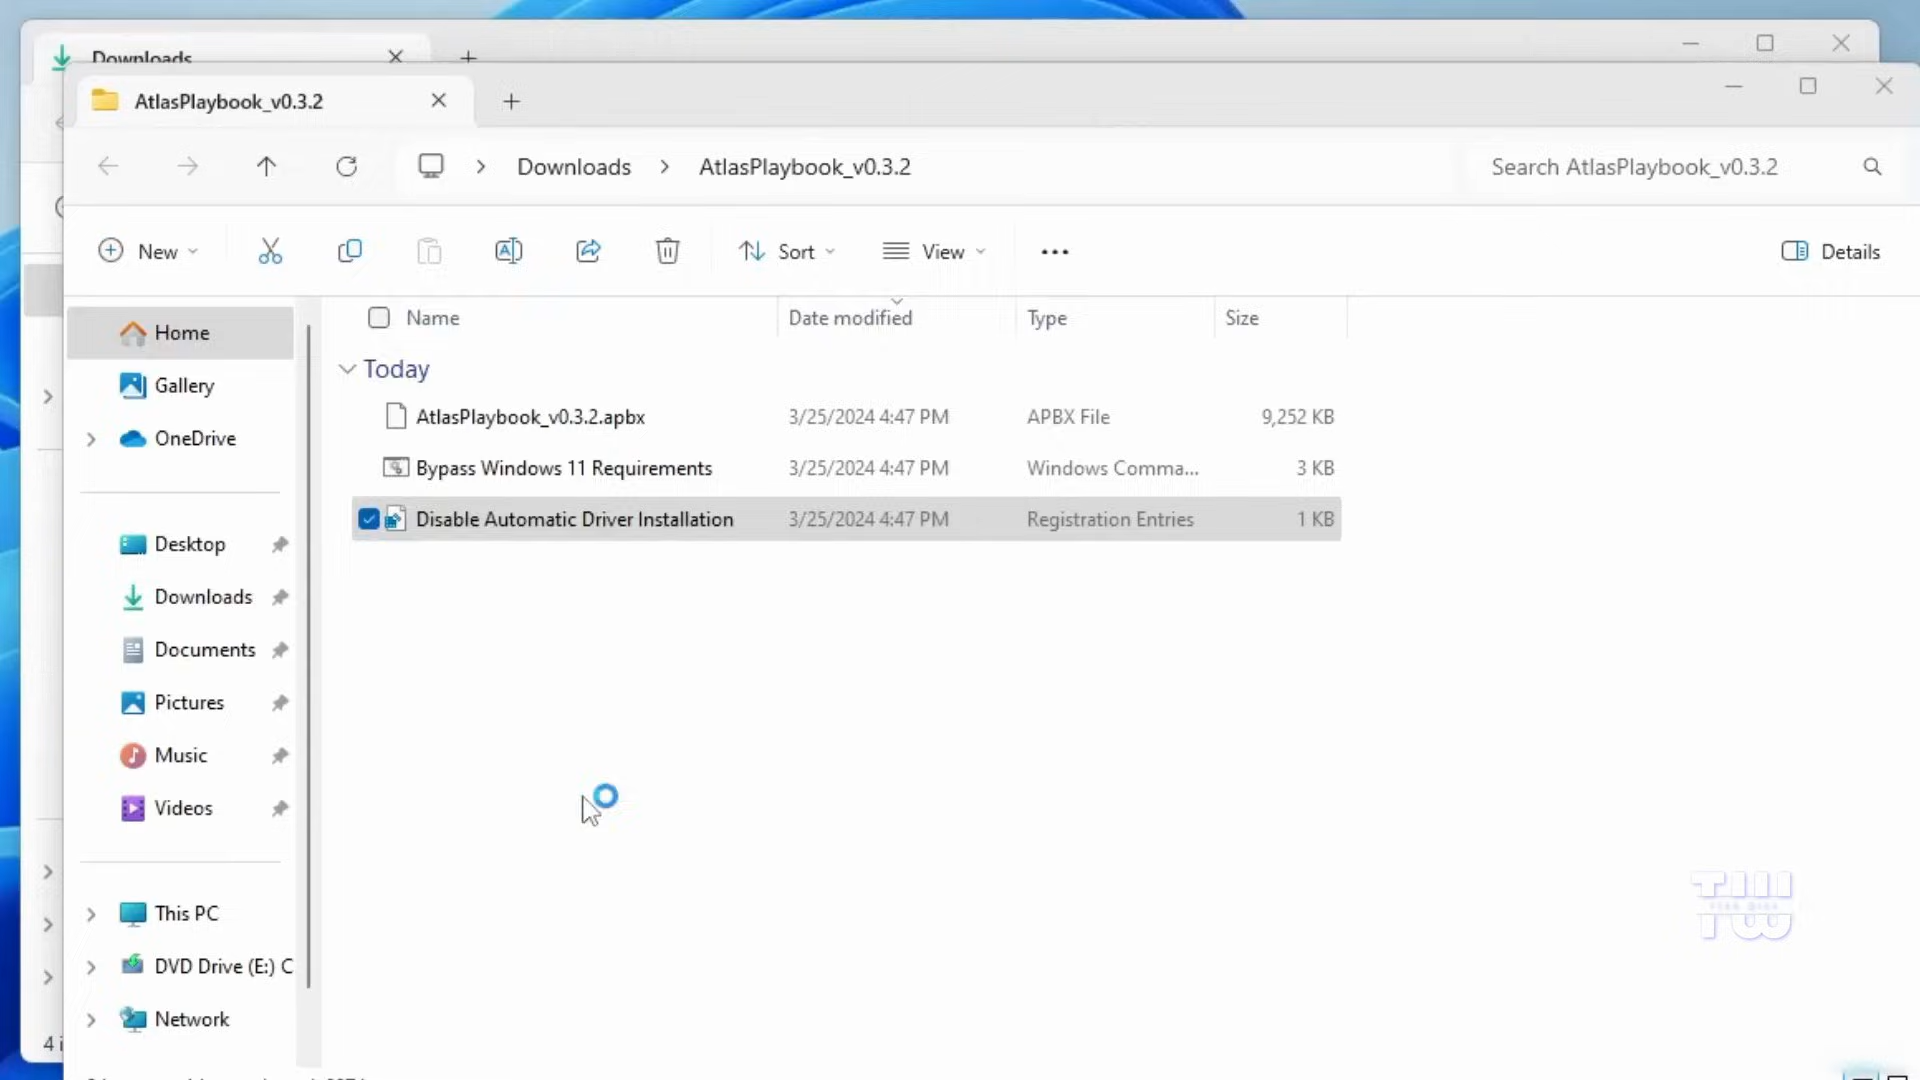 Downloads
AtlasPlaybook_v0.3.2
Downloads > AtlasPlaybook_v0.3.2
Search AtlasPlaybook_v0.3.2
New
Sort
View
Details
Name Date modified Type Size
Today
AtlasPlaybook_v0.3.2.apbx 3/25/2024 4:47 PM APBX File 9,252 KB
Bypass Windows 11 Requirements 3/25/2024 4:47 PM Windows Comma... 3 KB
Disable Automatic Driver Installation 3/25/2024 4:47 PM Registration Entries 1 KB
Home
Gallery
OneDrive
Desktop
Downloads
Documents
Pictures
Music
Videos
This PC
DVD Drive (E:) C
Network
4 i
TW